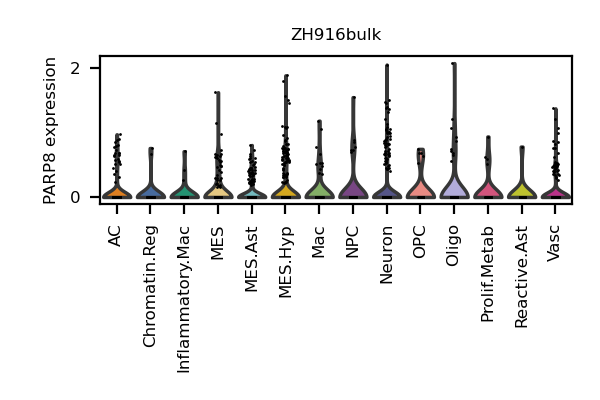 ZH916bulk
PARP8 expression
2
0
AC
Chromatin.Reg
Inflammatory.Mac
MES
MES.Ast
MES.Hyp
Mac
NPC
Neuron
OPC
Oligo
Prolif.Metab
Reactive.Ast
Vasc